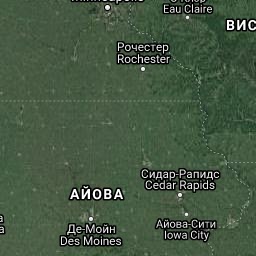 Eau Claire
ВИС
Рочестер
Rochester
Сидар-Рапидс
Cedar Rapids
АЙОВА
Де-Мойн
Des Moines
Айова-Сити
Iowa City